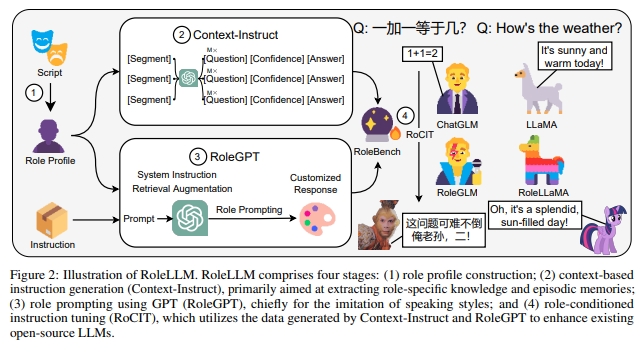 2 Context-Instruct
Script
1
Role Profile
Instruction
[Segment]
[Segment]
[Segment]
M×
[Question] [Confidence] [Answer]
M×
[Question] [Confidence] [Answer]
M×
[Question] [Confidence] [Answer]
3 RoleGPT
System Instruction
Retrieval Augmentation
Prompt
Role Prompting
Customized
Response
RoleBench
4
RoCIT
Q: 一加一等于几?
1+1=2
ChatGLM
RoleGLM
这问题可难不倒
俺老孙，二！
Q: How's the weather?
It's sunny and
warm today!
LLaMA
RoleLLaMA
Oh, it's a splendid,
sun-filled day!
Figure 2: Illustration of RoleLLM. RoleLLM comprises four stages: (1) role profile construction; (2) context-based
instruction generation (Context-Instruct), primarily aimed at extracting role-specific knowledge and episodic memories;
(3) role prompting using GPT (RoleGPT), chiefly for the imitation of speaking styles; and (4) role-conditioned
instruction tuning (RoCIT), which utilizes the data generated by Context-Instruct and RoleGPT to enhance existing
open-source LLMs.